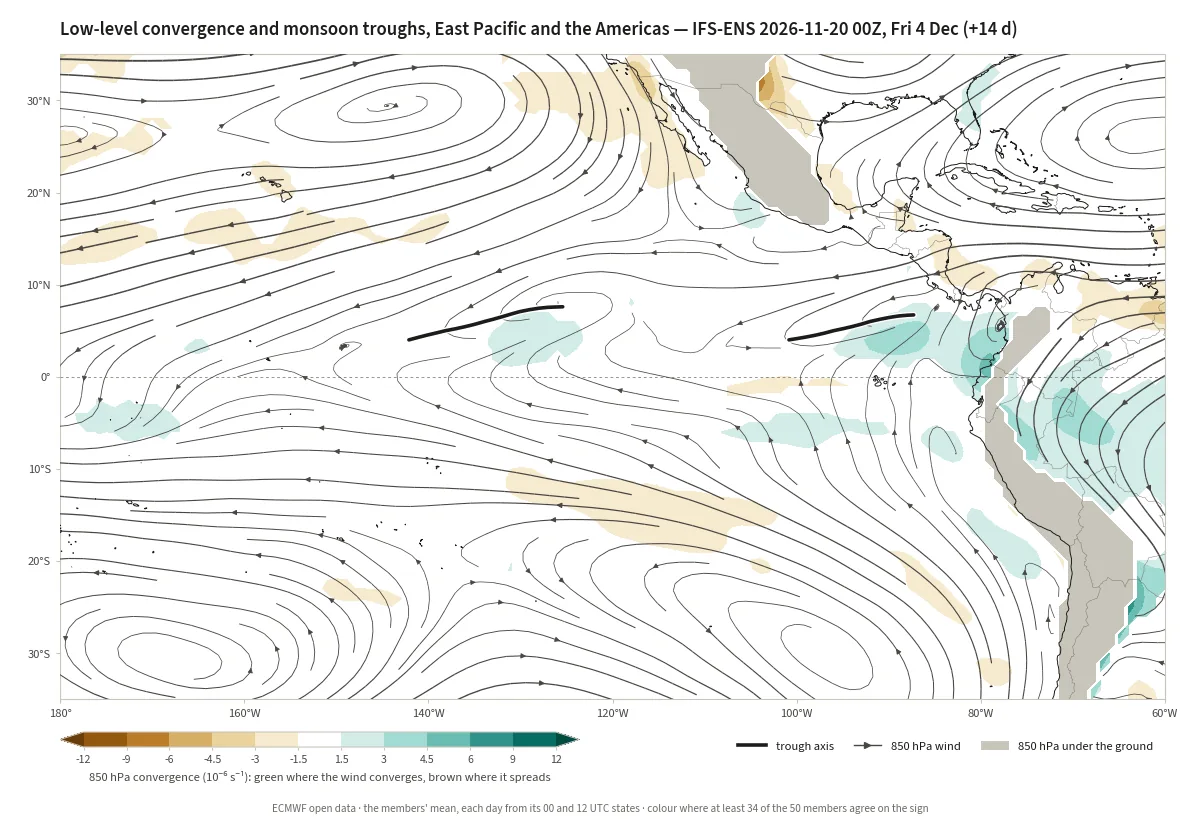 Low-level convergence and monsoon troughs, East Pacific and the Americas — IFS-ENS 2026-11-20 00Z, Fri 4 Dec (+14 d)
30°N
20°N
10°N
0°
10°S
20°S
30°S
180° 160°W 140°W 120°W 100°W 80°W 60°W
-12 -9 -6 -4.5 -3 -1.5 1.5 3 4.5 6 9 12
850 hPa convergence (10⁻⁶ s⁻¹): green where the wind converges, brown where it spreads
trough axis 850 hPa wind 850 hPa under the ground
ECMWF open data · the members' mean, each day from its 00 and 12 UTC states · colour where at least 34 of the 50 members agree on the sign